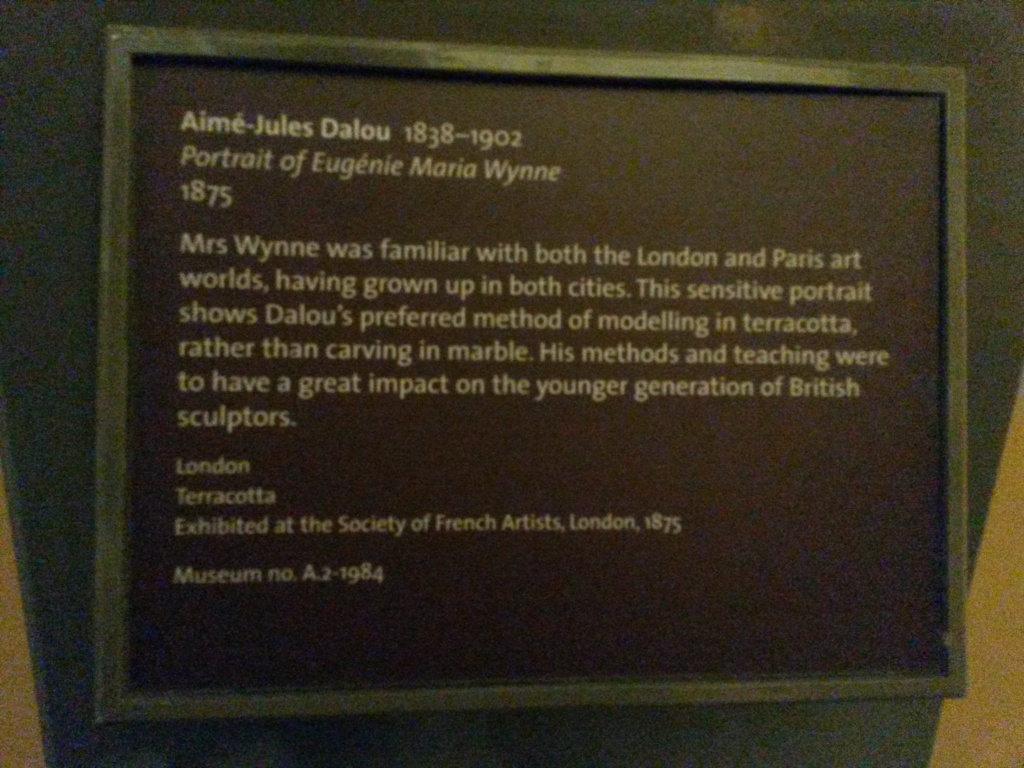 Aimé-Jules Dalou 1838–1902
Portrait of Eugénie Maria Wynne
1875
Mrs Wynne was familiar with both the London and Paris art
worlds, having grown up in both cities. This sensitive portrait
shows Dalou's preferred method of modelling in terracotta,
rather than carving in marble. His methods and teaching were
to have a great impact on the younger generation of British
sculptors.
London
Terracotta
Exhibited at the Society of French Artists, London, 1875
Museum no. A.2-1984